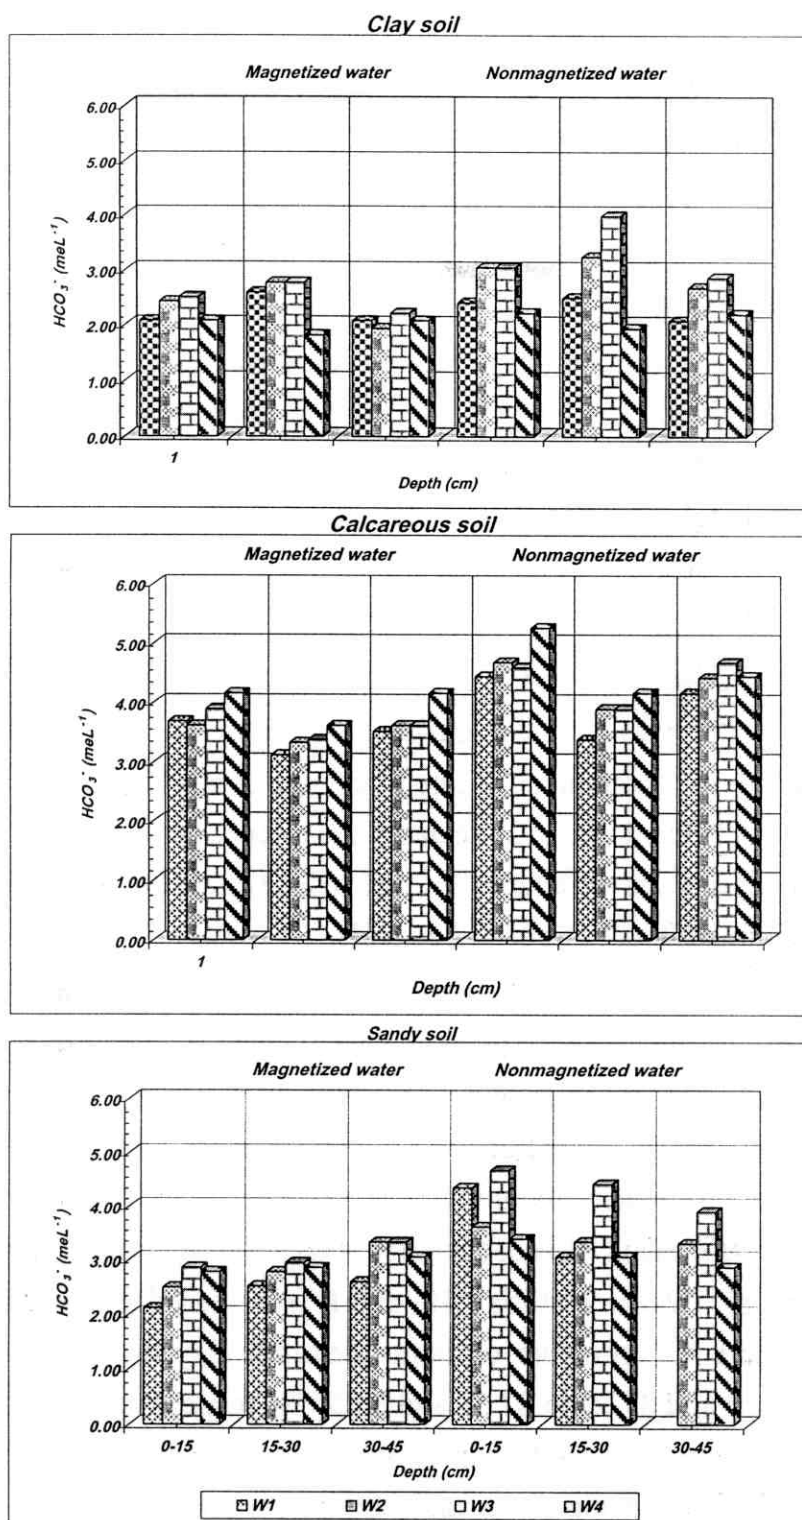 Clay soil
Magnetized water Nonmagnetized water
6.00
5.00
4.00
3.00
2.00
1.00
0.00
HCO3- (meL-1)
1
Depth (cm)
Calcareous soil
Magnetized water Nonmagnetized water
6.00
5.00
4.00
3.00
2.00
1.00
0.00
HCO3- (meL-1)
1
Depth (cm)
Sandy soil
Magnetized water Nonmagnetized water
6.00
5.00
4.00
3.00
2.00
1.00
0.00
HCO3- (meL-1)
0-15 15-30 30-45 0-15 15-30 30-45
Depth (cm)
W1 W2 W3 W4